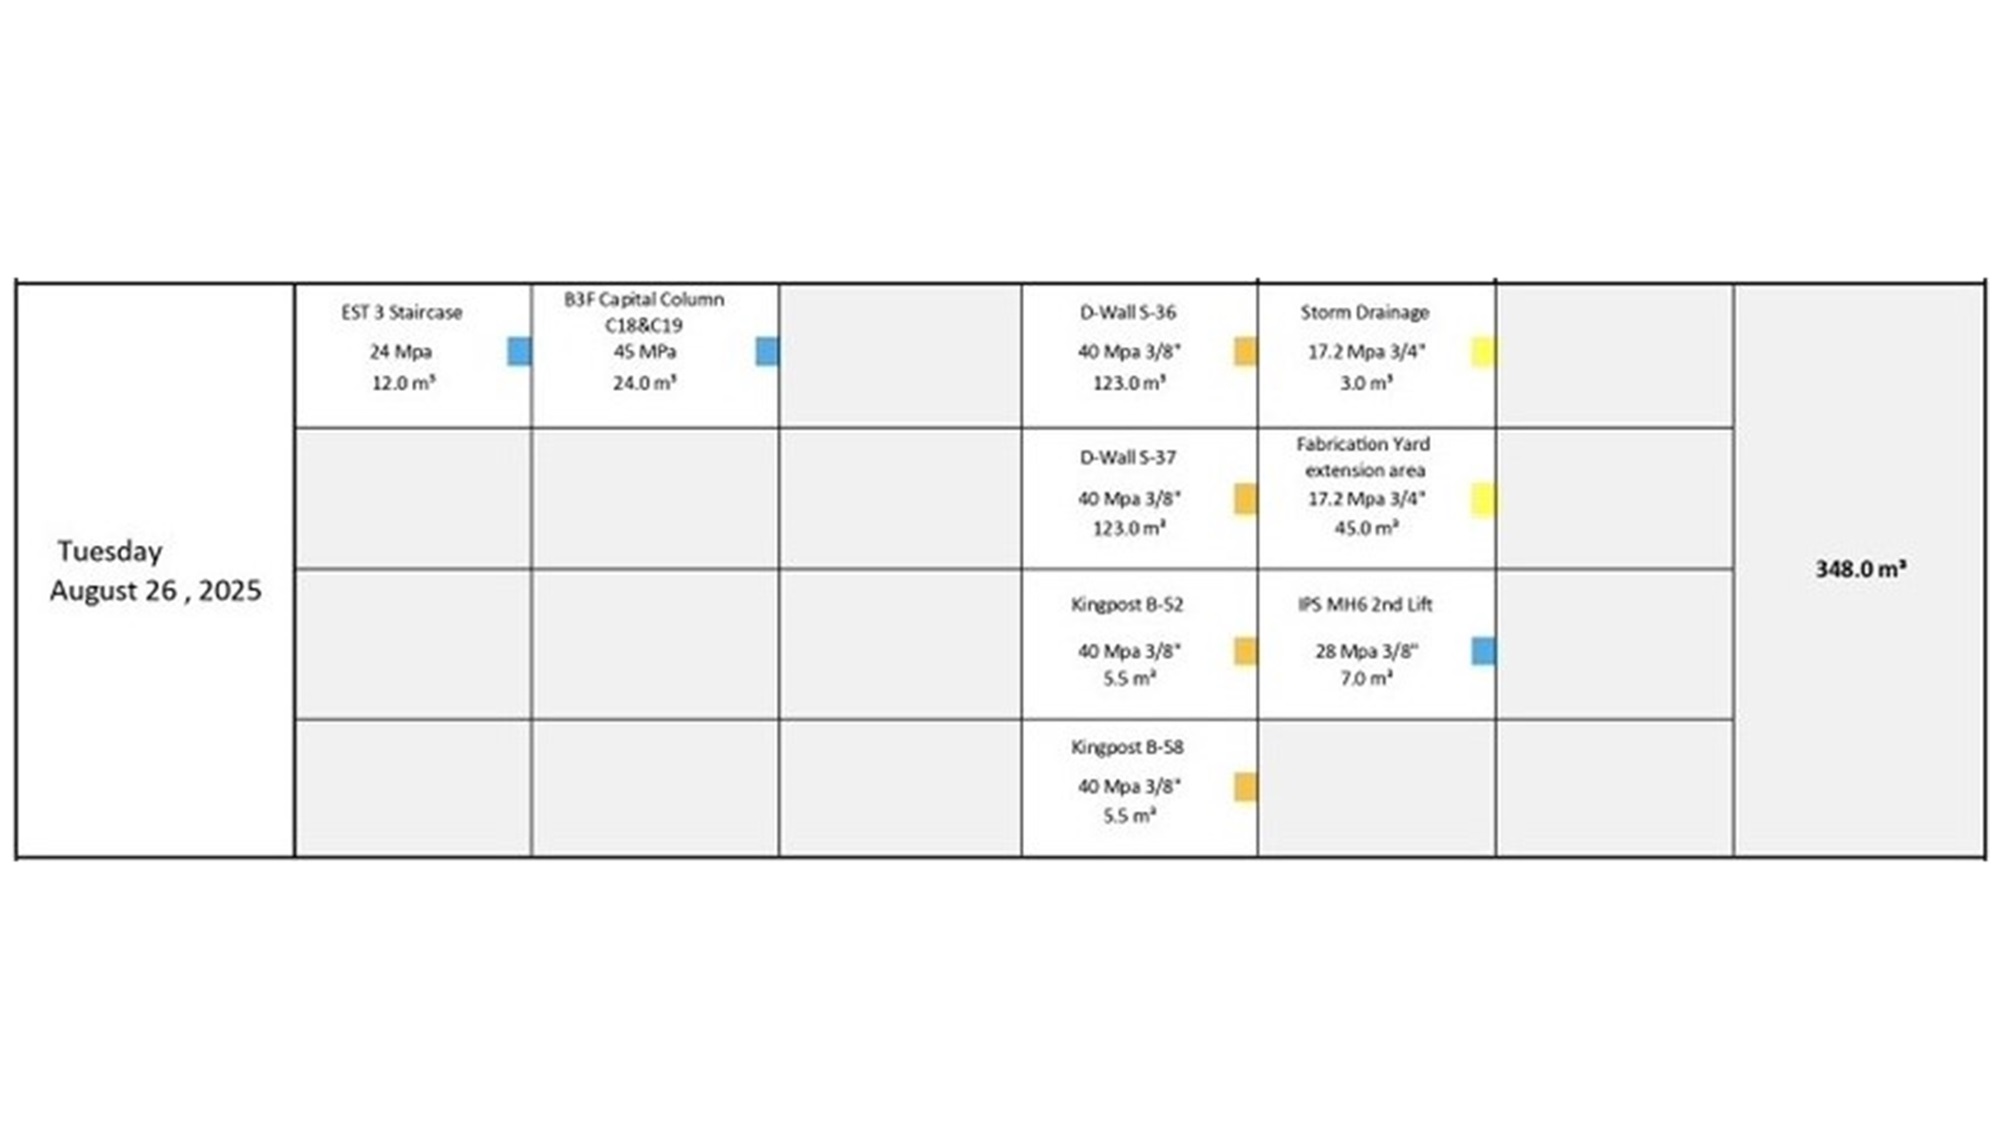 Tuesday
August 26 , 2025
EST 3 Staircase
24 Mpa
12.0 m³
B3F Capital Column
C18&C19
45 MPa
24.0 m³
D-Wall S-36
40 Mpa 3/8"
123.0 m³
Storm Drainage
17.2 Mpa 3/4"
3.0 m³
D-Wall S-37
40 Mpa 3/8"
123.0 m³
Fabrication Yard
extension area
17.2 Mpa 3/4"
45.0 m³
Kingpost B-52
40 Mpa 3/8"
5.5 m³
IPS MH6 2nd Lift
28 Mpa 3/8"
7.0 m³
Kingpost B-58
40 Mpa 3/8"
5.5 m³
348.0 m³